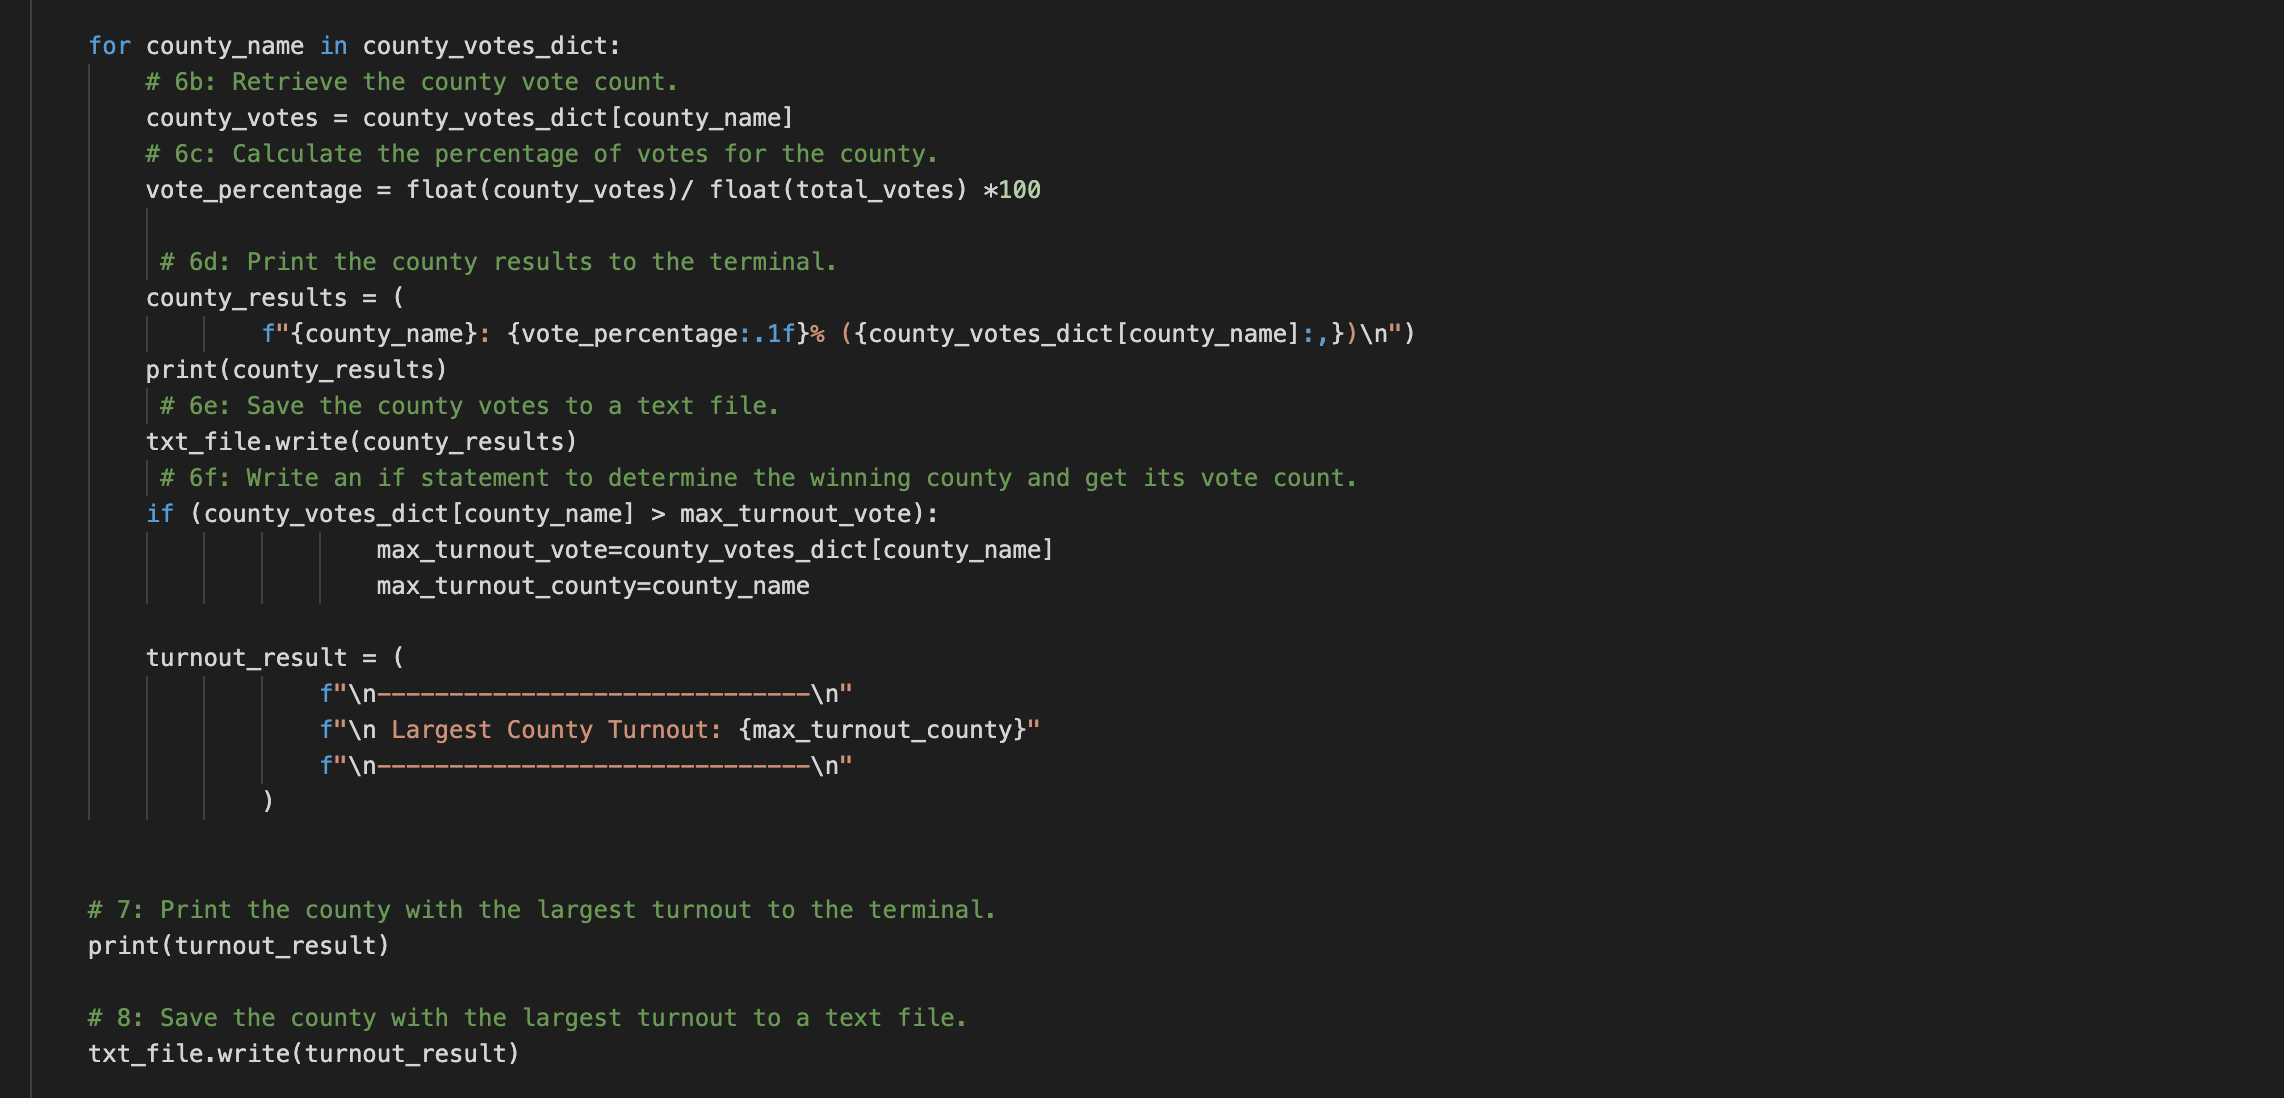 for county_name in county_votes_dict:
    # 6b: Retrieve the county vote count.
    county_votes = county_votes_dict[county_name]
    # 6c: Calculate the percentage of votes for the county.
    vote_percentage = float(county_votes)/ float(total_votes) *100
     # 6d: Print the county results to the terminal.
    county_results = (
            f"{county_name}: {vote_percentage:.1f}% ({county_votes_dict[county_name]:,})\n")
    print(county_results)
     # 6e: Save the county votes to a text file.
    txt_file.write(county_results)
     # 6f: Write an if statement to determine the winning county and get its vote count.
    if (county_votes_dict[county_name] > max_turnout_vote):
                    max_turnout_vote=county_votes_dict[county_name]
                    max_turnout_county=county_name
    turnout_result = (
                f"\n------------------------------\n"
                f"\n Largest County Turnout: {max_turnout_county}"
                f"\n------------------------------\n"
            )
# 7: Print the county with the largest turnout to the terminal.
print(turnout_result)
# 8: Save the county with the largest turnout to a text file.
txt_file.write(turnout_result)